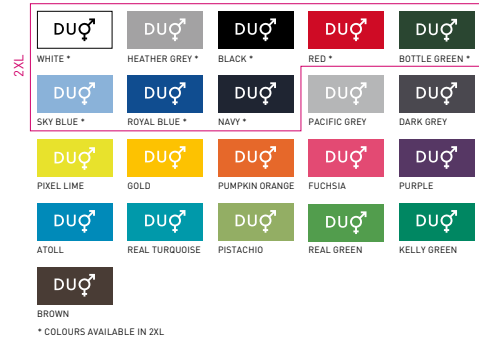 2XL
DUO DUO DUO DUO DUO
WHITE * HEATHER GREY * BLACK * RED * BOTTLE GREEN *
DUO DUO DUO DUO DUO
SKY BLUE * ROYAL BLUE * NAVY * PACIFIC GREY DARK GREY
DUO DUO DUO DUO DUO
PIXEL LIME GOLD PUMPKIN ORANGE FUCHSIA PURPLE
DUO DUO DUO DUO DUO
ATOLL REAL TURQUOISE PISTACHIO REAL GREEN KELLY GREEN
DUO
BROWN
* COLOURS AVAILABLE IN 2XL